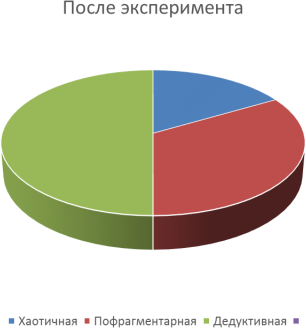 После эксперимента
Хаотичная Пофрагментарная Дедуктивная